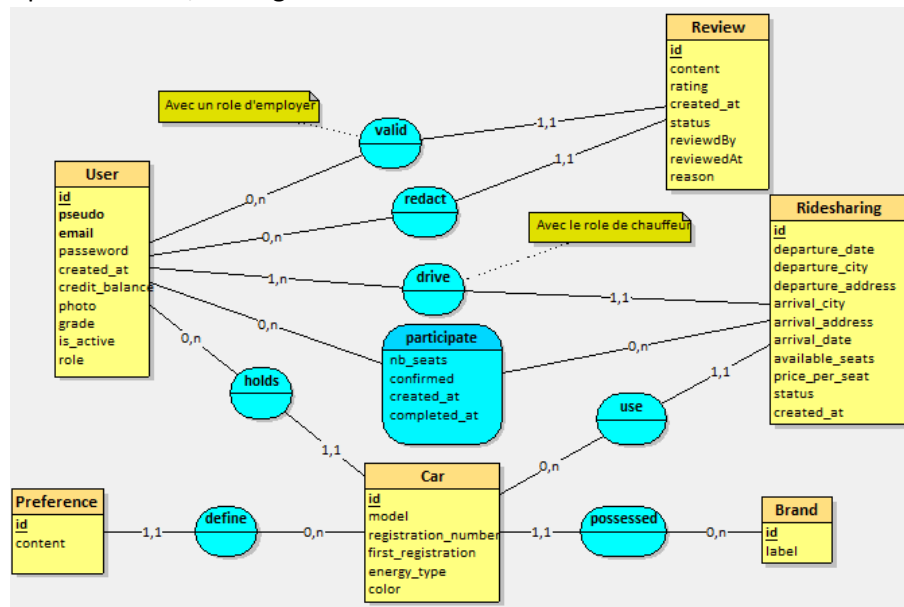 Review
id
content
rating
created_at
status
reviewdBy
reviewedAt
reason
Avec un role d'employer
valid
1,1
0,n
User
id
pseudo
email
passeword
created_at
credit_balance
photo
grade
is_active
role
redact
1,1
0,n
Avec le role de chauffeur
drive
1,n
1,1
Ridesharing
id
departure_date
departure_city
departure_address
arrival_city
arrival_address
arrival_date
available_seats
price_per_seat
status
created_at
participate
nb_seats
confirmed
created_at
completed_at
0,n
0,n
holds
0,n
1,1
use
1,1
0,n
Preference
id
content
1,1
define
0,n
Car
id
model
registration_number
first_registration
energy_type
color
1,1
possessed
0,n
Brand
id
label